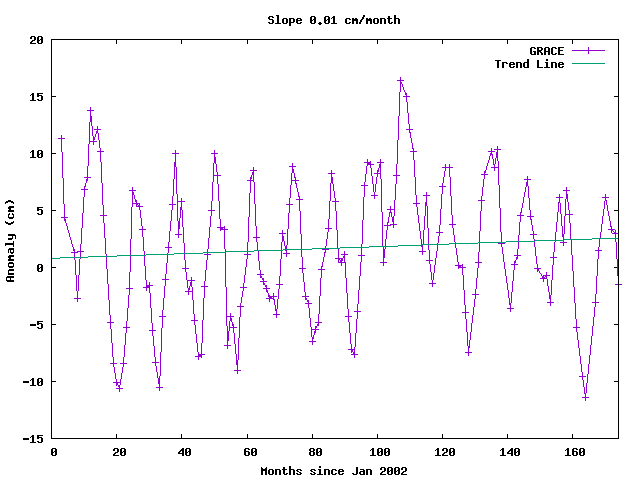 Slope 0.01 cm/month
GRACE
Trend Line
20
15
10
5
0
-5
-10
-15
Anomaly (cm)
0 20 40 60 80 100 120 140 160
Months since Jan 2002